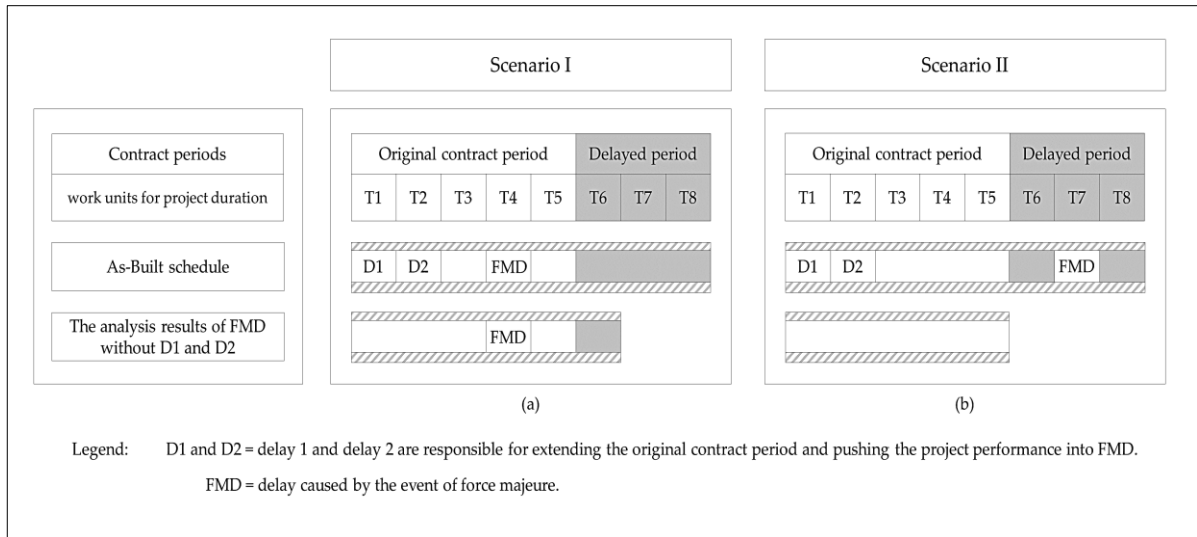 Scenario I
Scenario II
Contract periods
Original contract period
Delayed period
Original contract period
Delayed period
work units for project duration
T1 T2 T3 T4 T5 T6 T7 T8
T1 T2 T3 T4 T5 T6 T7 T8
As-Built schedule
D1 D2 FMD
D1 D2 FMD
The analysis results of FMD
without D1 and D2
FMD
(a)
(b)
Legend: D1 and D2 = delay 1 and delay 2 are responsible for extending the original contract period and pushing the project performance into FMD.
FMD = delay caused by the event of force majeure.